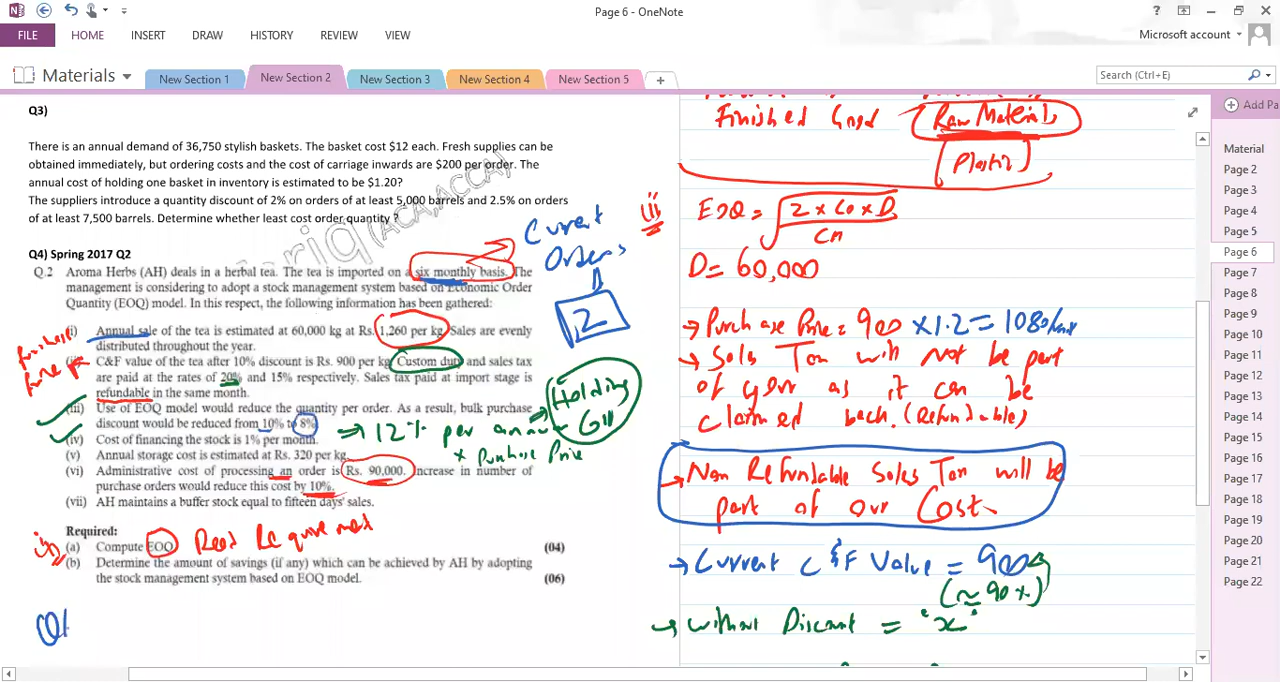 Page 6 - OneNote
Microsoft account
FILE HOME INSERT DRAW HISTORY REVIEW VIEW
Materials
New Section 1
New Section 2
New Section 3
New Section 4
New Section 5
Search (Ctrl+E)
Add Pa
Q3)
There is an annual demand of 36,750 stylish baskets. The basket cost $12 each. Fresh supplies can be
obtained immediately, but ordering costs and the cost of carriage inwards are $200 per order. The
annual cost of holding one basket in inventory is estimated to be $1.20?
The suppliers introduce a quantity discount of 2% on orders of at least 5,000 barrels and 2.5% on orders
of at least 7,500 barrels. Determine whether least cost order quantity ?
(ACA,ACCA)
Q4) Spring 2017 Q2
Q.2 Aroma Herbs (AH) deals in a herbal tea. The tea is imported on a six monthly basis. The
management is considering to adopt a stock management system based on Economic Order
Quantity (EOQ) model. In this respect, the following information has been gathered:
(i) Annual sale of the tea is estimated at 60,000 kg at Rs. 1,260 per kg. Sales are evenly
distributed throughout the year.
(ii) C&F value of the tea after 10% discount is Rs. 900 per kg. Custom duty and sales tax
are paid at the rates of 20% and 15% respectively. Sales tax paid at import stage is
refundable in the same month.
(iii) Use of EOQ model would reduce the quantity per order. As a result, bulk purchase
discount would be reduced from 10% to 8%.
(iv) Cost of financing the stock is 1% per month.
(v) Annual storage cost is estimated at Rs. 320 per kg.
(vi) Administrative cost of processing an order is Rs. 90,000. Increase in number of
purchase orders would reduce this cost by 10%.
(vii) AH maintains a buffer stock equal to fifteen days' sales.
Required:
(a) Compute EOQ (04)
(b) Determine the amount of savings (if any) which can be achieved by AH by adopting
the stock management system based on EOQ model. (06)
Current
Orders
2
Purchase
Price
Holding
⇒ 12% per annum
x Purchase Price
Reod Requirement
Finished Good
Raw Materials
Plastic
(i)
EOQ = √ 2 x Co x D
CH
D= 60,000
→ Purchase Price = 900 x1.2 = 1080/
→ Sales Tax will not be part
of as it can be
claimed back. (Refundable)
→ Non Refundable Sales Tax will be
part of our Cost.
→ Current C&F Value = 900
(≈ 90%)
→ without Discount = 'x'
Material
Page 2
Page 3
Page 4
Page 5
Page 6
Page 7
Page 8
Page 9
Page 10
Page 11
Page 12
Page 13
Page 14
Page 15
Page 16
Page 17
Page 18
Page 19
Page 20
Page 21
Page 22